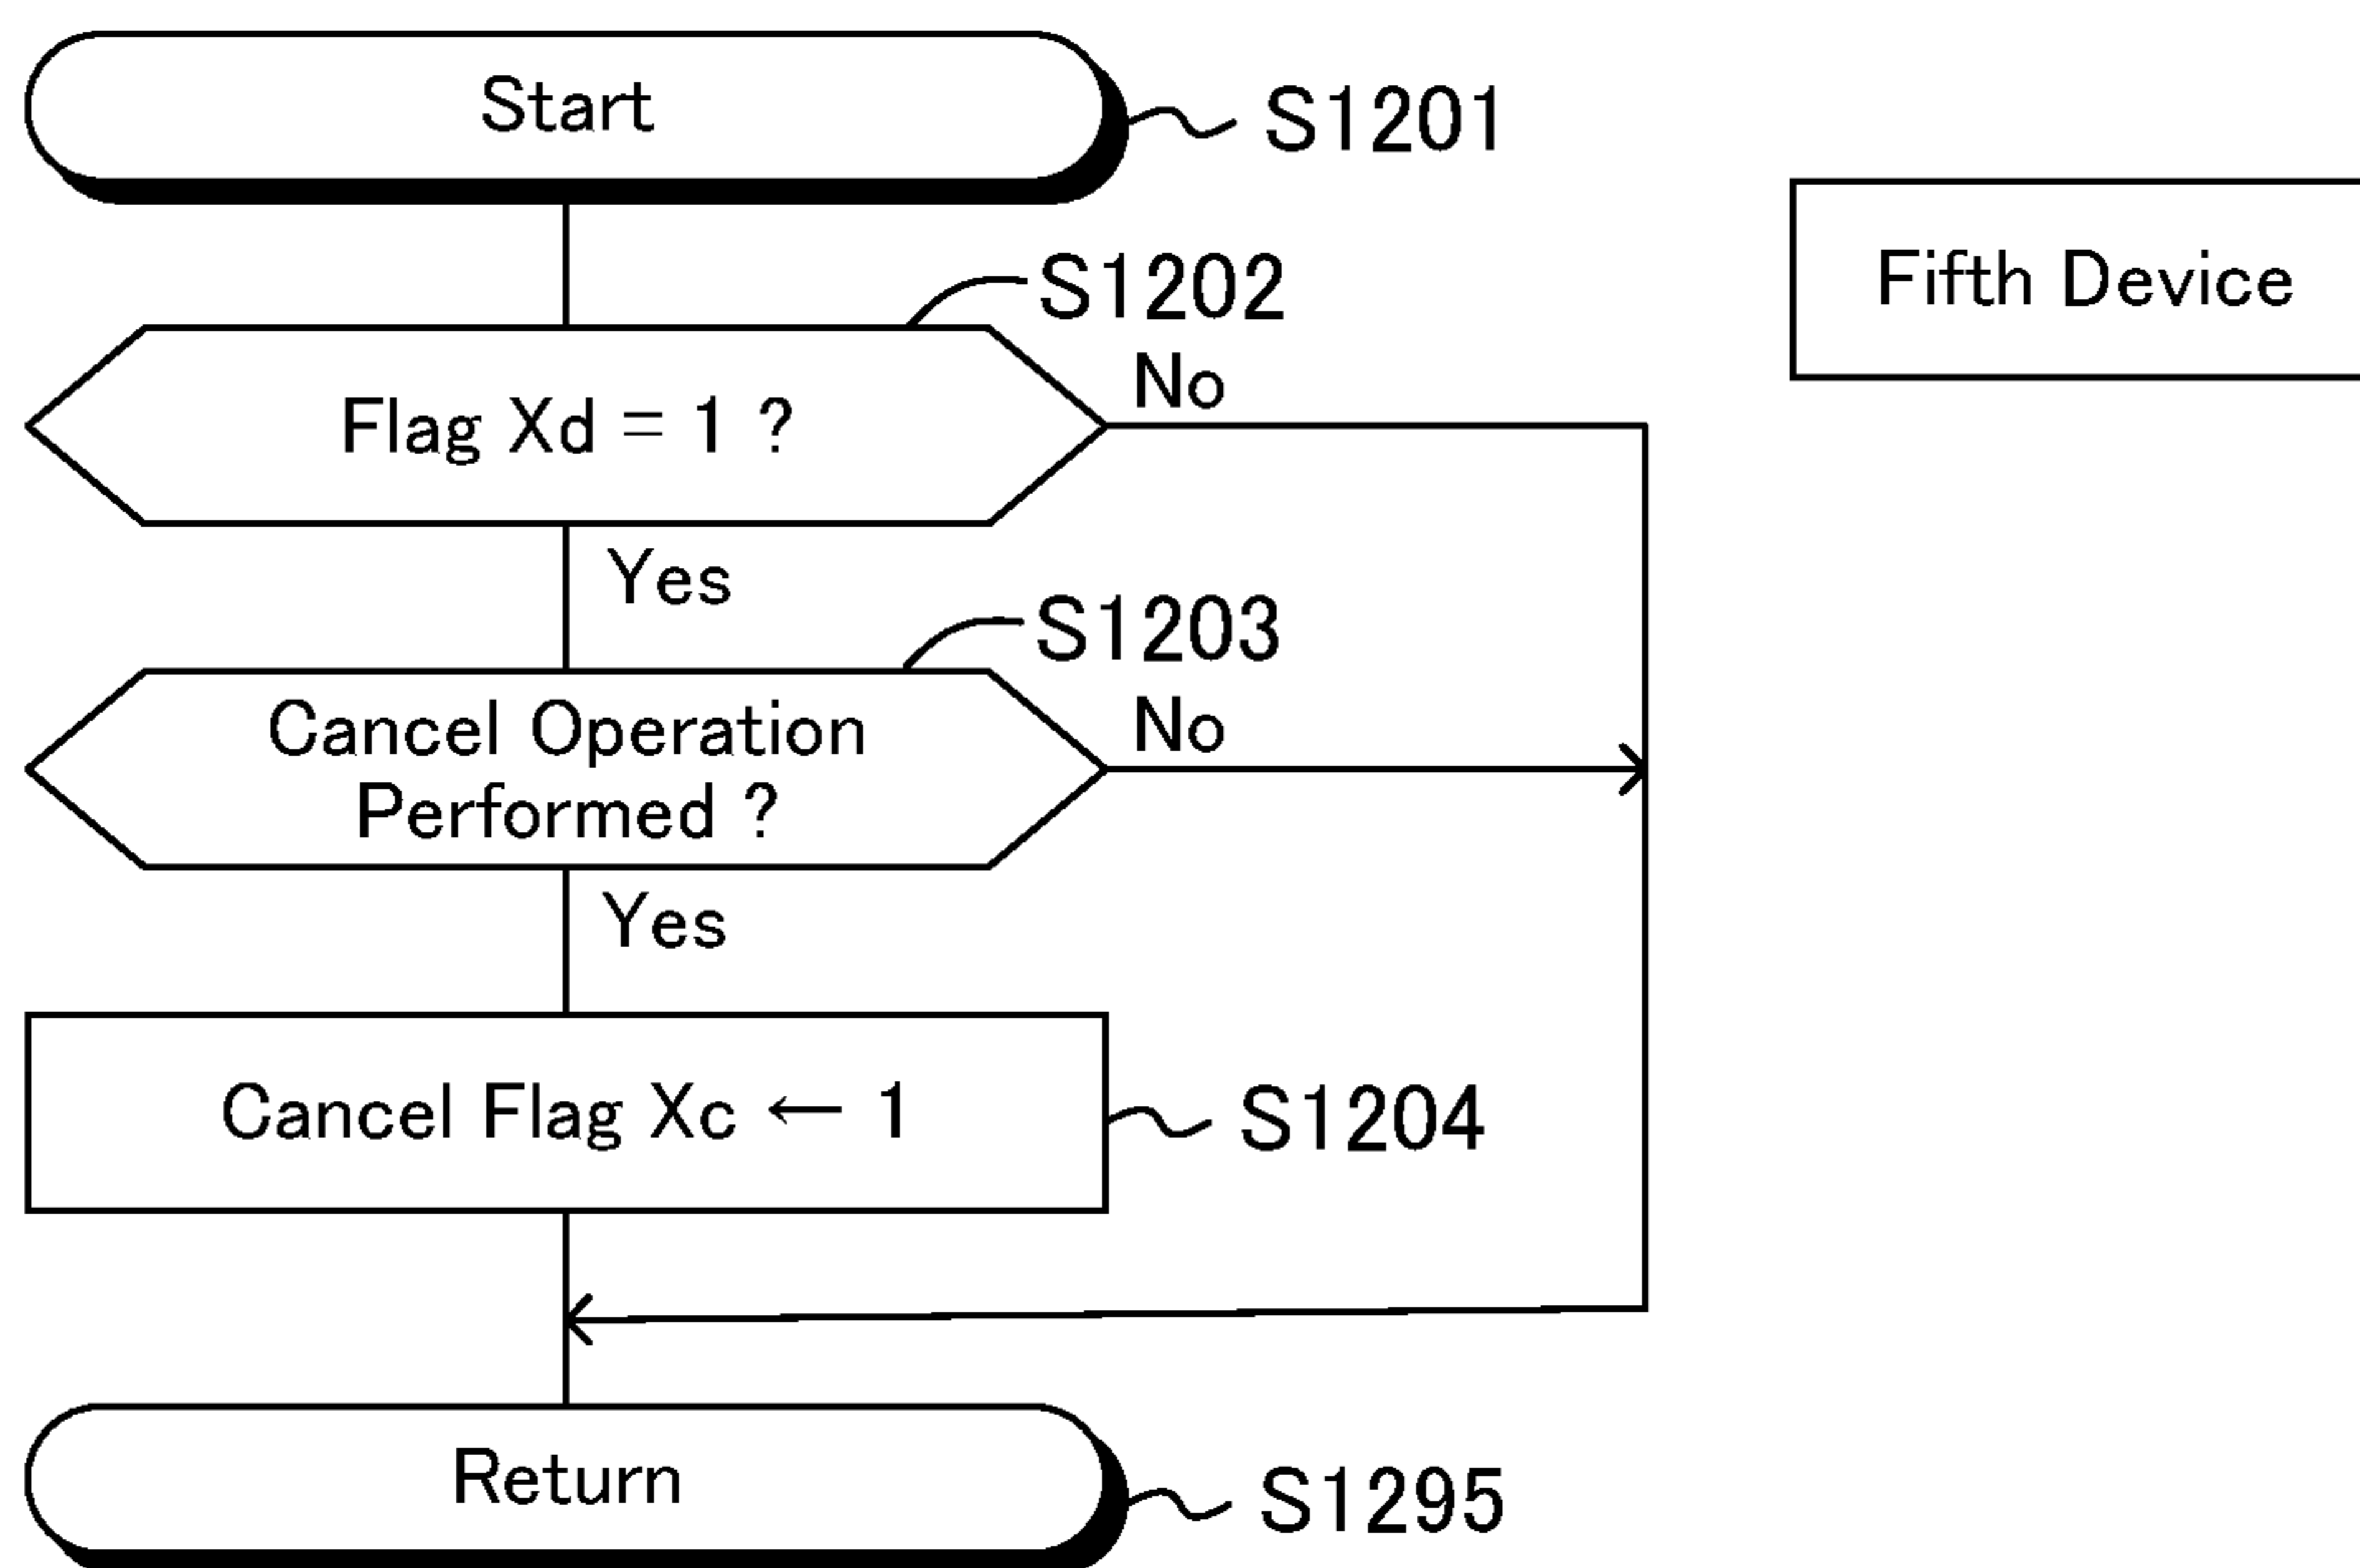 Start
S1201
Fifth Device
S1202
Flag Xd = 1 ?
No
Yes
S1203
Cancel Operation
Performed ?
No
Yes
Cancel Flag Xc ← 1
S1204
Return
S1295